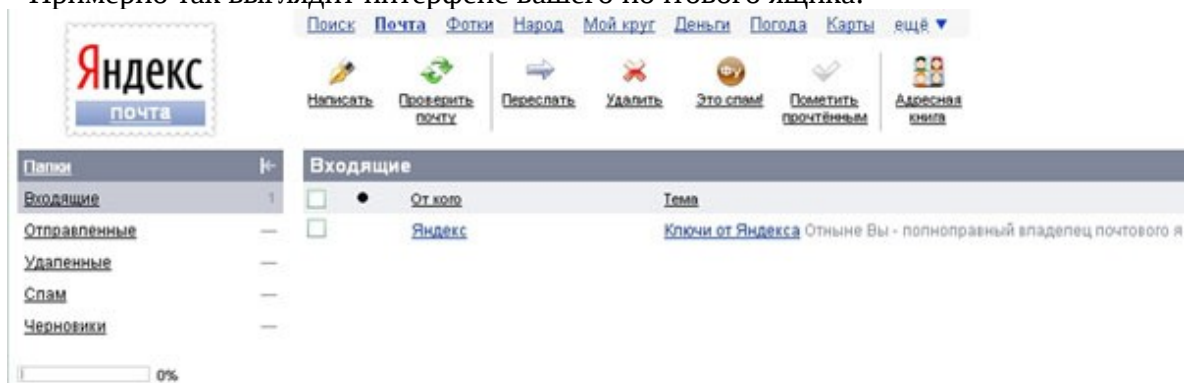 Примерно так выглядит интерфейс вашего почтового ящика:
Поиск Почта Фотки Народ Мой круг Деньги Погода Карты ещё ▼
Яндекс
почта
Написать Проверить почту Переслать Удалить Это спам! Пометить прочтённым Адресная книга
Фу
Папки
Входящие 1
Отправленные —
Удаленные —
Спам —
Черновики —
0%
Входящие
От кого Тема
Яндекс Ключи от Яндекса Отныне Вы - полноправный владелец почтового я